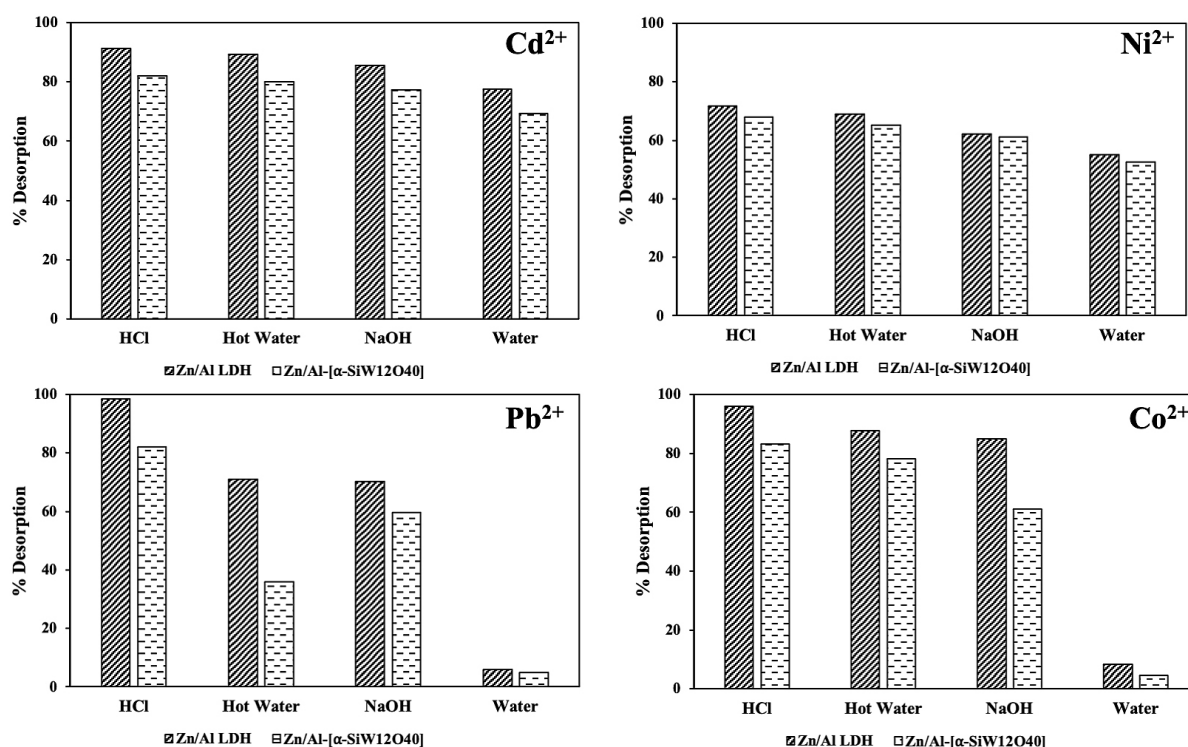 Cd²⁺
% Desorption
100
80
60
40
20
0
HCl Hot Water NaOH Water
Zn/Al LDH Zn/Al-[α-SiW12O40]
Ni²⁺
% Desorption
100
80
60
40
20
0
HCl Hot Water NaOH Water
Zn/Al LDH Zn/Al-[α-SiW12O40]
Pb²⁺
% Desorption
100
80
60
40
20
0
HCl Hot Water NaOH Water
Zn/Al LDH Zn/Al-[α-SiW12O40]
Co²⁺
% Desorption
100
80
60
40
20
0
HCl Hot Water NaOH Water
Zn/Al LDH Zn/Al-[α-SiW12O40]